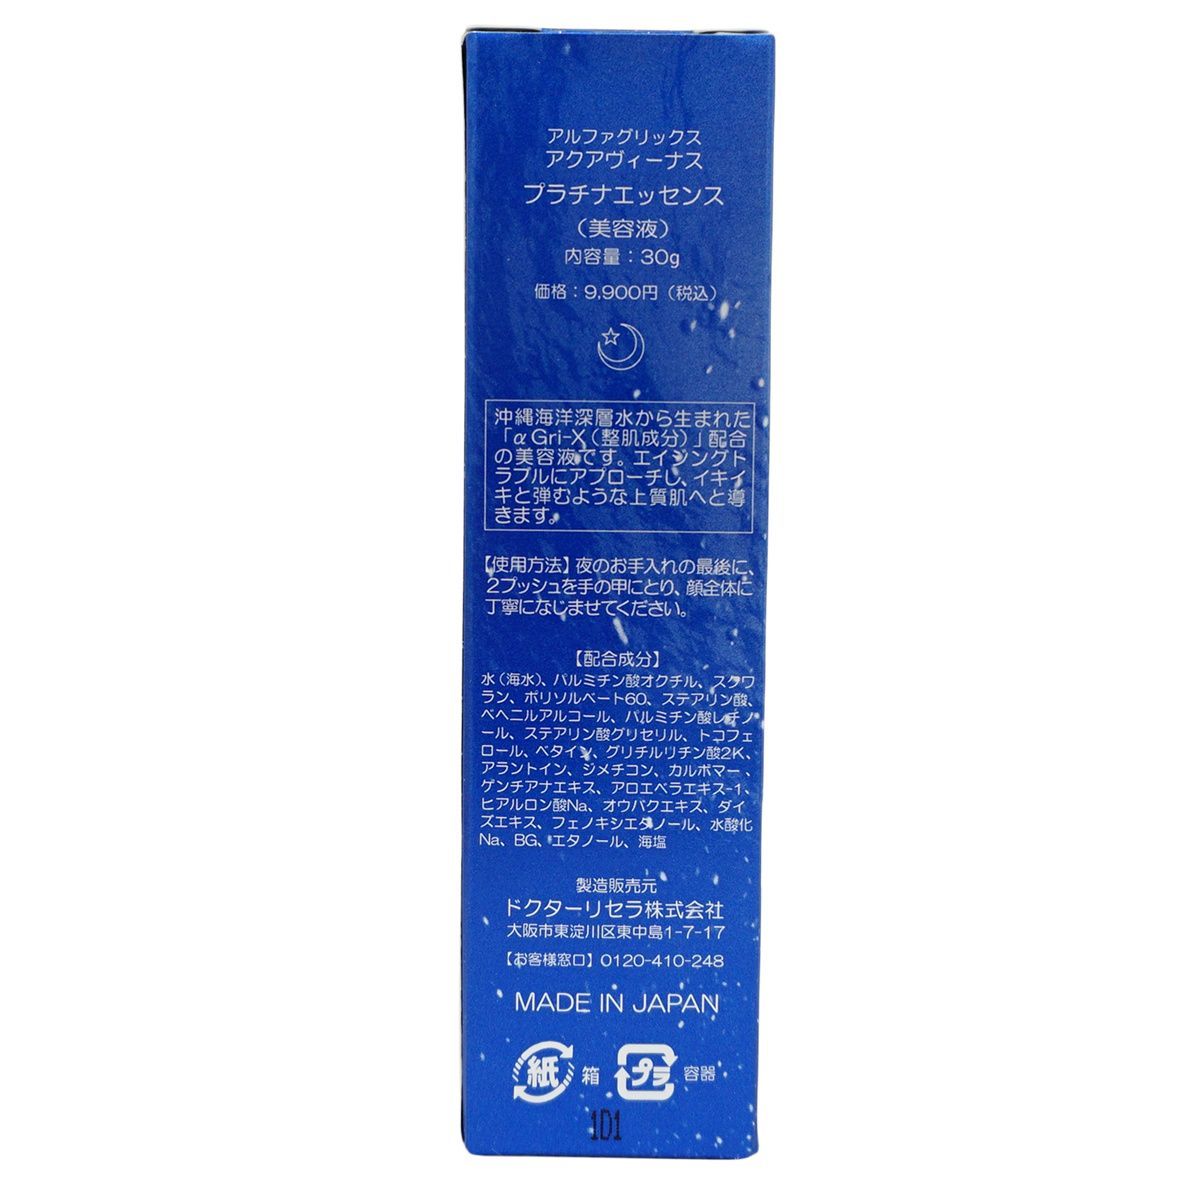 アルファグリックス
アクアヴィーナス
プラチナエッセンス
（美容液）
内容量：30g
価格：9,900円（税込）
沖縄海洋深層水から生まれた
「αGri-X（整肌成分）」配合
の美容液です。エイジングト
ラブルにアプローチし、イキイ
キと弾むような上質肌へと導
きます。
【使用方法】夜のお手入れの最後に、
2プッシュを手の甲にとり、顔全体に
丁寧になじませてください。
【配合成分】
水（海水）、パルミチン酸オクチル、スクワ
ラン、ポリソルベート60、ステアリン酸、
ベヘニルアルコール、パルミチン酸レチノ
ール、ステアリン酸グリセリル、トコフェ
ロール、ベタイン、グリチルリチン酸2K、
アラントイン、ジメチコン、カルボマー、
ゲンチアナエキス、アロエベラエキス-1、
ヒアルロン酸Na、オウバクエキス、ダイ
ズエキス、フェノキシエタノール、水酸化
Na、BG、エタノール、海塩
製造販売元
ドクターリセラ株式会社
大阪市東淀川区東中島1-7-17
【お客様窓口】0120-410-248
MADE IN JAPAN
紙 箱 プラ 容器
1D1